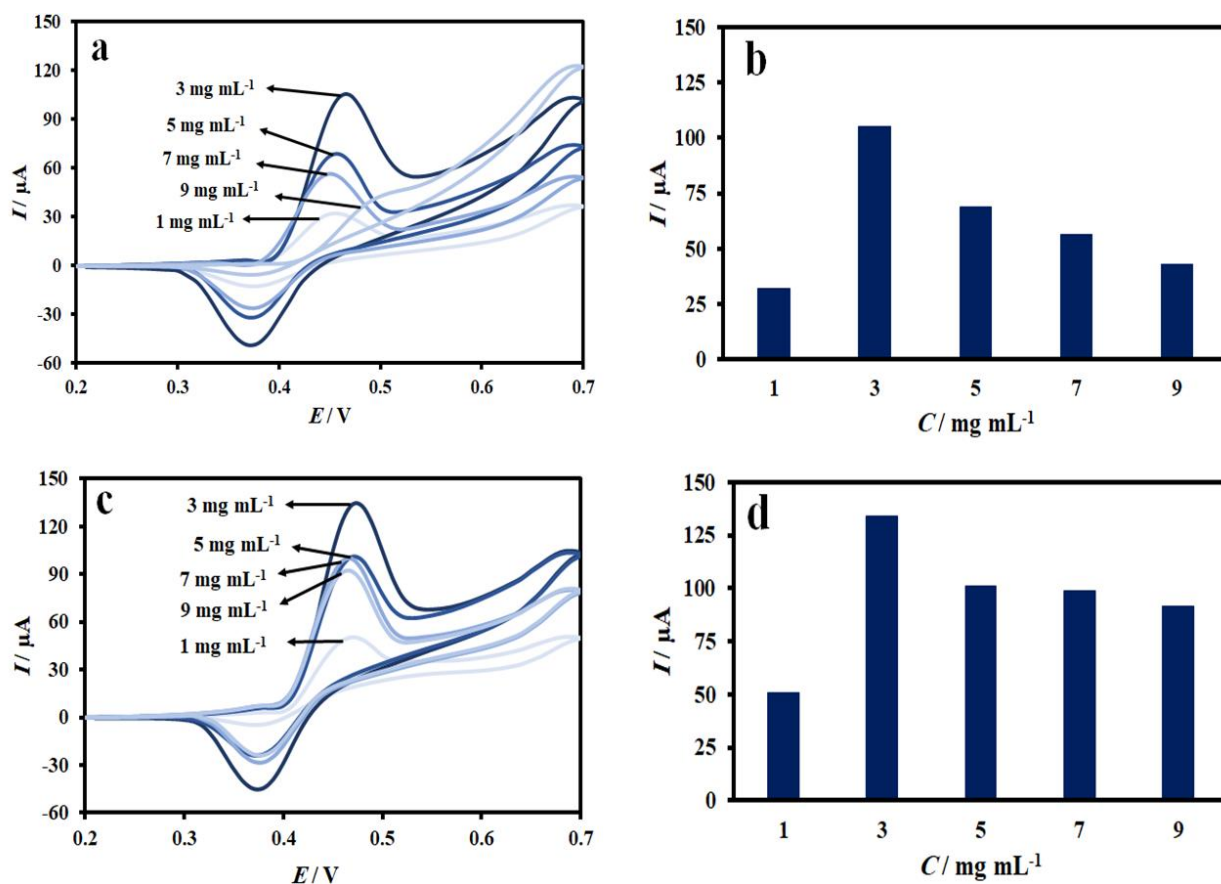 a
150
120
90
60
30
0
-30
-60
I / µA
3 mg mL⁻¹
5 mg mL⁻¹
7 mg mL⁻¹
9 mg mL⁻¹
1 mg mL⁻¹
0.2 0.3 0.4 0.5 0.6 0.7
E / V
b
150
125
100
75
50
25
0
I / µA
1 3 5 7 9
C / mg mL⁻¹
c
150
120
90
60
30
0
-30
-60
I / µA
3 mg mL⁻¹
5 mg mL⁻¹
7 mg mL⁻¹
9 mg mL⁻¹
1 mg mL⁻¹
0.2 0.3 0.4 0.5 0.6 0.7
E / V
d
150
125
100
75
50
25
0
I / µA
1 3 5 7 9
C / mg mL⁻¹